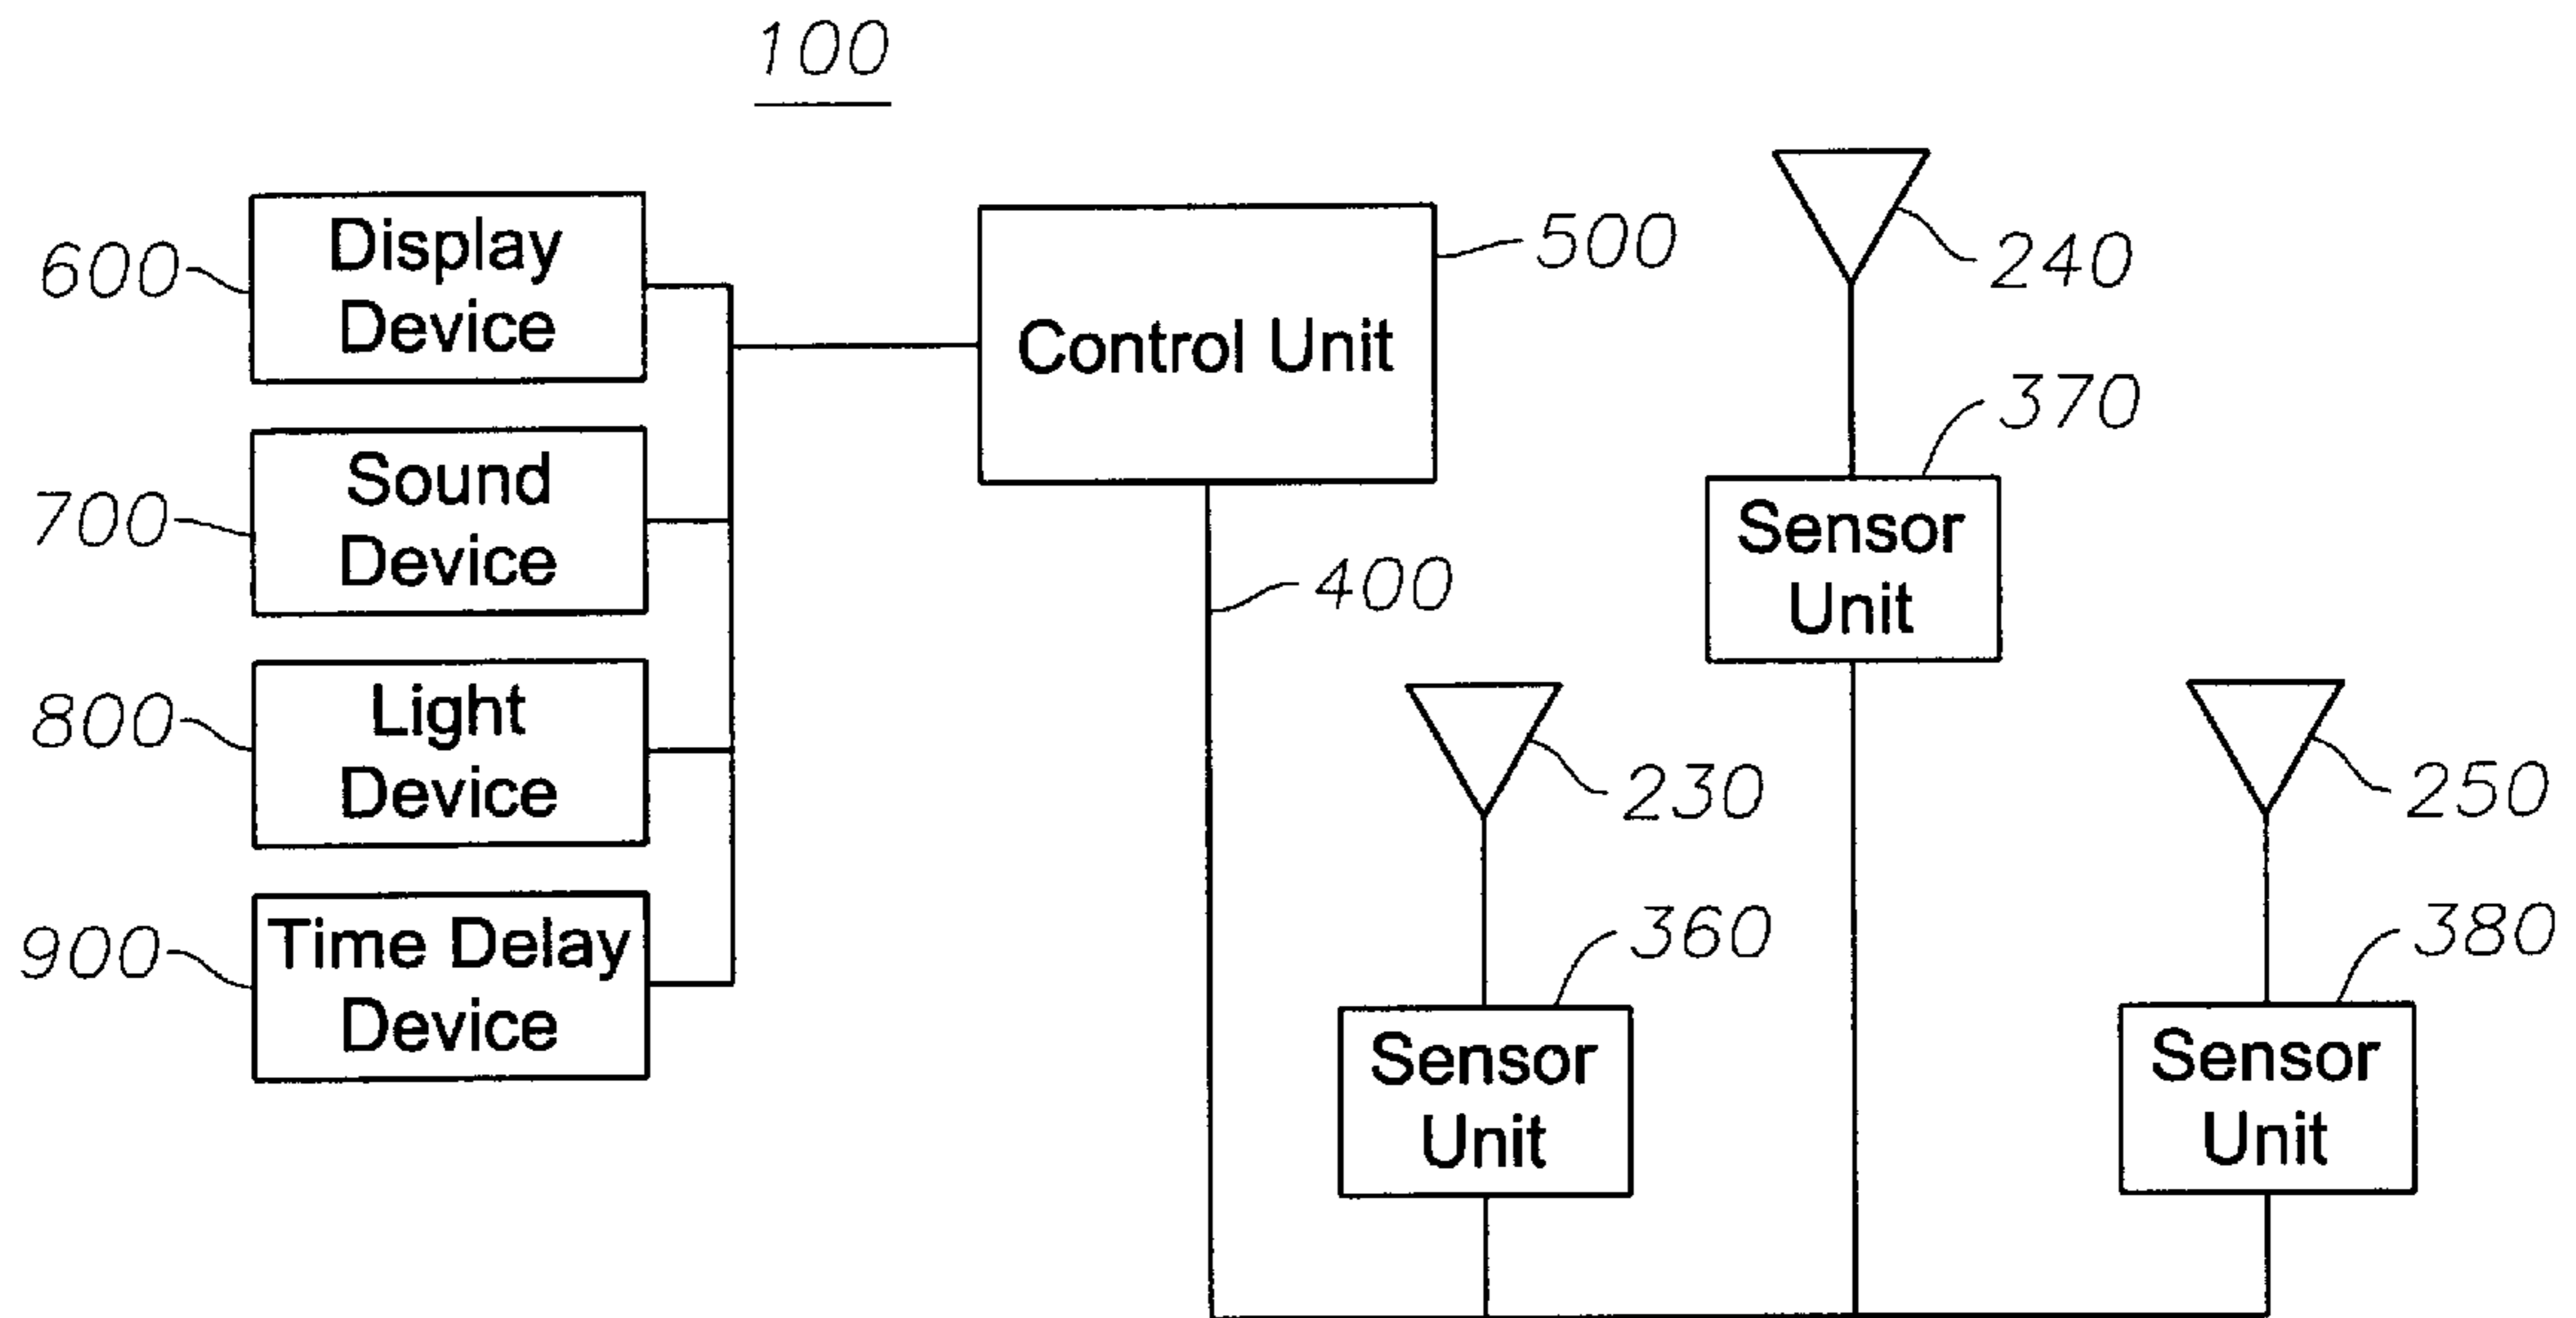 100
600
Display
Device
Control Unit
500
240
370
700
Sound
Device
400
Sensor
Unit
800
Light
Device
230
250
900
Time Delay
Device
360
380
Sensor
Unit
Sensor
Unit